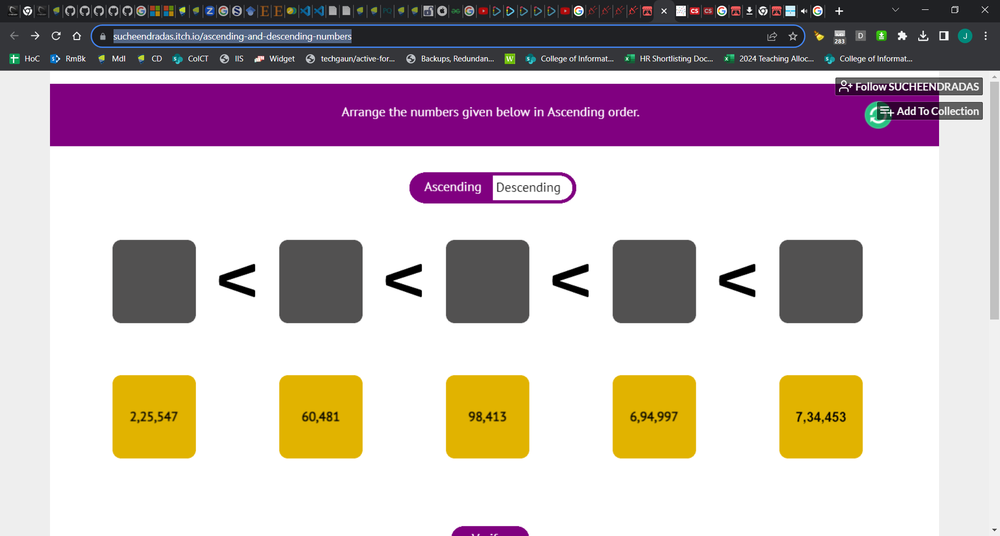 sucheendradas.itch.io/ascending-and-descending-numbers
283
D
J
HoC RmBk Mdl CD CoICT IIS Widget techgaun/active-for... Backups, Redundan... W College of Informat... HR Shortlisting Doc... 2024 Teaching Alloc... College of Informat...
Follow SUCHEENDRADAS
Arrange the numbers given below in Ascending order.
Add To Collection
Ascending Descending
< < < <
2,25,547 60,481 98,413 6,94,997 7,34,453